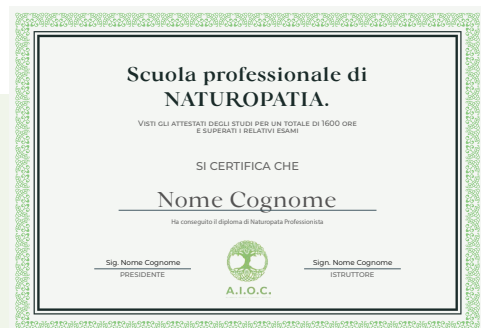 Scuola professionale di
NATUROPATIA.
Visti gli attestati degli studi per un totale di 1600 ore
e superati i relativi esami
SI CERTIFICA CHE
Nome Cognome
Ha conseguito il diploma di Naturopata Professionista
Sig. Nome Cognome
PRESIDENTE
A.I.O.C.
Sign. Nome Cognome
ISTRUTTORE